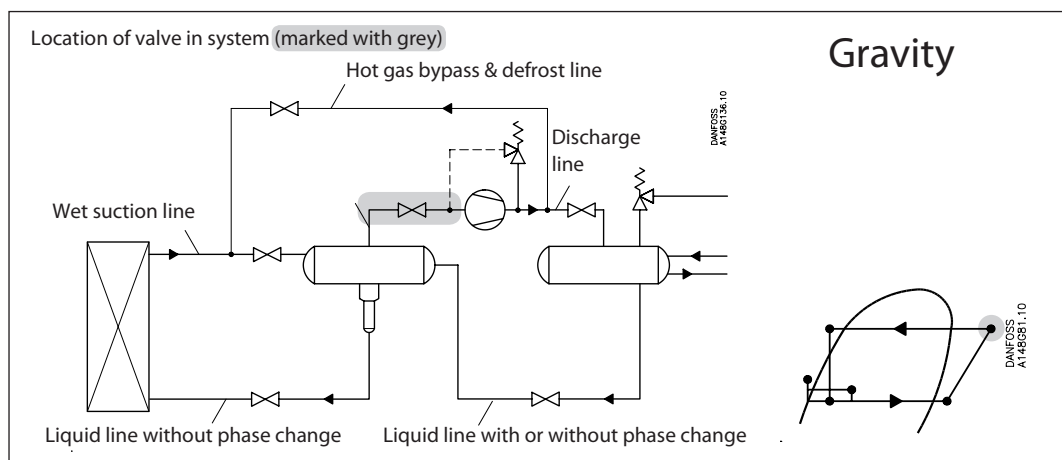 Location of valve in system (marked with grey)
Gravity
Hot gas bypass & defrost line
DANFOSS
A148G136.10
Discharge
line
Wet suction line
DANFOSS
A148G81.10
Liquid line without phase change
Liquid line with or without phase change